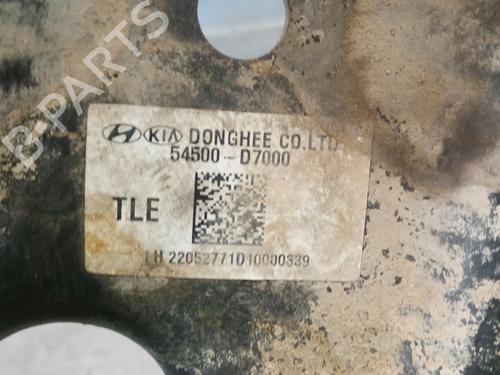 B-PARTS
KIA DONGHEE CO.LTD
54500-D7000
TLE
LH 22052771D10000339